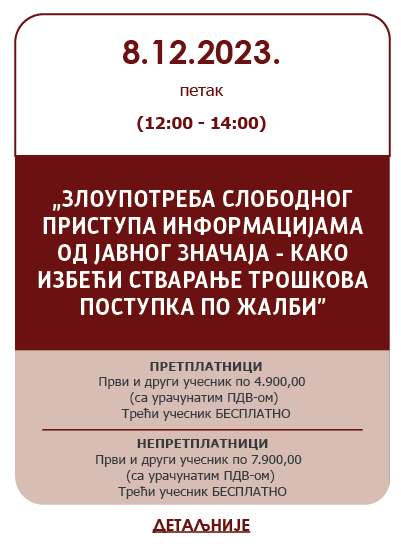 8.12.2023.
петак
(12:00 - 14:00)
„ЗЛОУПОТРЕБА СЛОБОДНОГ
ПРИСТУПА ИНФОРМАЦИЈАМА
ОД ЈАВНОГ ЗНАЧАЈА - КАКО
ИЗБЕЋИ СТВАРАЊЕ ТРОШКОВА
ПОСТУПКА ПО ЖАЛБИ”
ПРЕТПЛАТНИЦИ
Први и други учесник по 4.900,00
(са урачунатим ПДВ-ом)
Трећи учесник БЕСПЛАТНО
НЕПРЕТПЛАТНИЦИ
Први и други учесник по 7.900,00
(са урачунатим ПДВ-ом)
Трећи учесник БЕСПЛАТНО
ДЕТАЉНИЈЕ